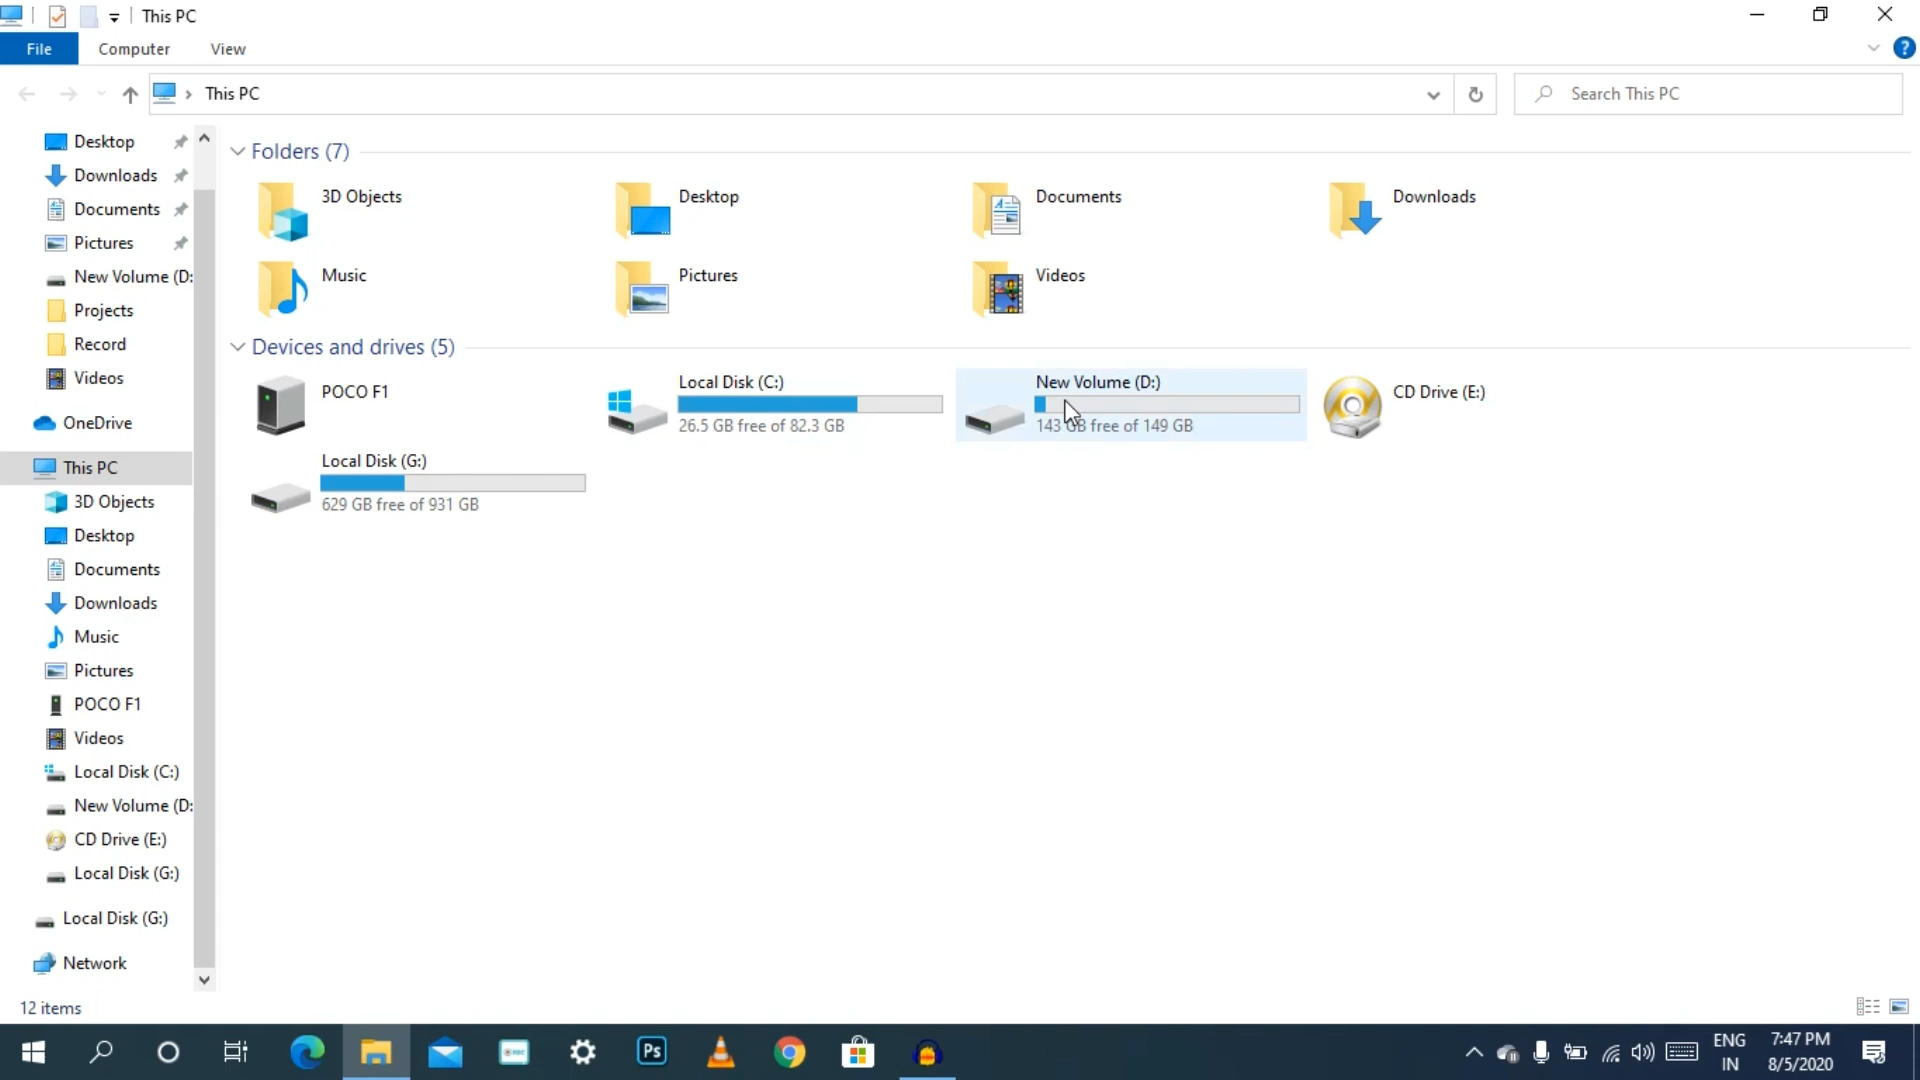 This PC
File Computer View
This PC
Search This PC
Desktop
Downloads
Documents
Pictures
New Volume (D:
Projects
Record
Videos
OneDrive
This PC
3D Objects
Desktop
Documents
Downloads
Music
Pictures
POCO F1
Videos
Local Disk (C:)
New Volume (D:
CD Drive (E:)
Local Disk (G:)
Local Disk (G:)
Network
Folders (7)
3D Objects
Desktop
Documents
Downloads
Music
Pictures
Videos
Devices and drives (5)
POCO F1
Local Disk (C:)
26.5 GB free of 82.3 GB
New Volume (D:)
143 GB free of 149 GB
CD Drive (E:)
Local Disk (G:)
629 GB free of 931 GB
12 items
Ps
ENG
IN
7:47 PM
8/5/2020